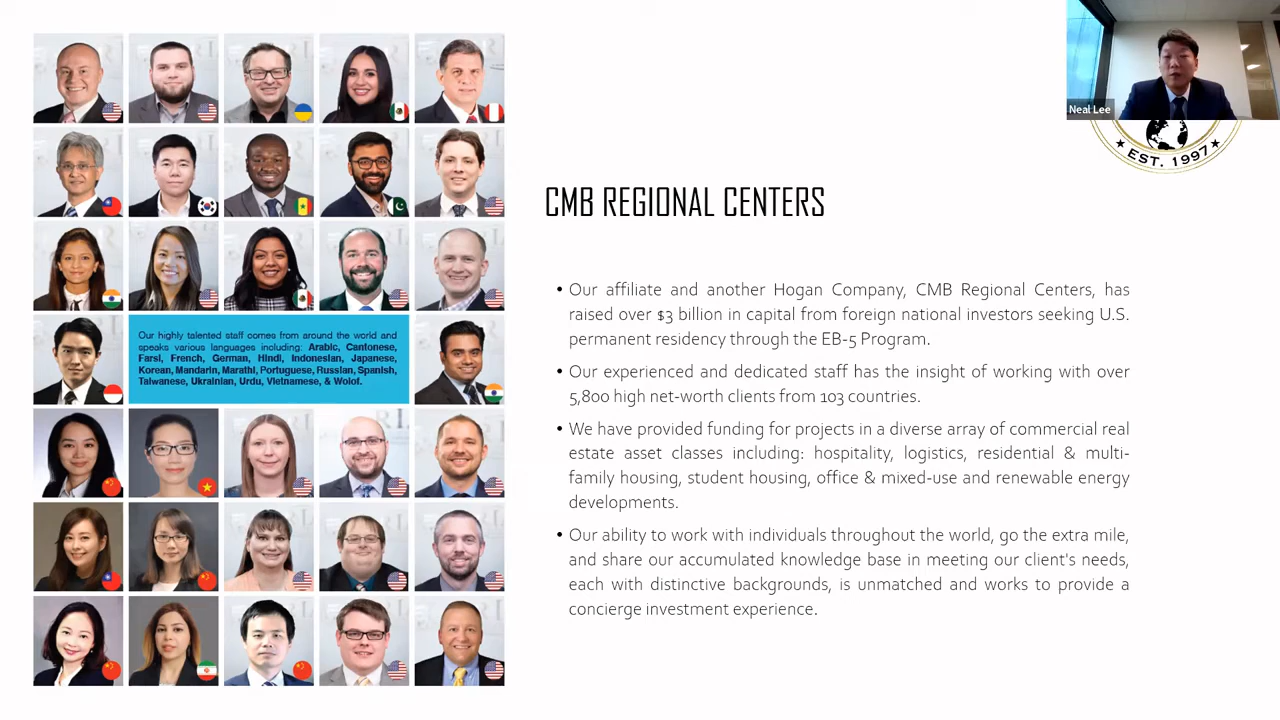 Neal Lee
EST. 1997
CMB REGIONAL CENTERS
Our highly talented staff comes from around the world and
speaks various languages including: Arabic, Cantonese,
Farsi, French, German, Hindi, Indonesian, Japanese,
Korean, Mandarin, Marathi, Portuguese, Russian, Spanish,
Taiwanese, Ukrainian, Urdu, Vietnamese, & Wolof.
• Our affiliate and another Hogan Company, CMB Regional Centers, has
raised over $3 billion in capital from foreign national investors seeking U.S.
permanent residency through the EB-5 Program.
• Our experienced and dedicated staff has the insight of working with over
5,800 high net-worth clients from 103 countries.
• We have provided funding for projects in a diverse array of commercial real
estate asset classes including: hospitality, logistics, residential & multi-
family housing, student housing, office & mixed-use and renewable energy
developments.
• Our ability to work with individuals throughout the world, go the extra mile,
and share our accumulated knowledge base in meeting our client's needs,
each with distinctive backgrounds, is unmatched and works to provide a
concierge investment experience.